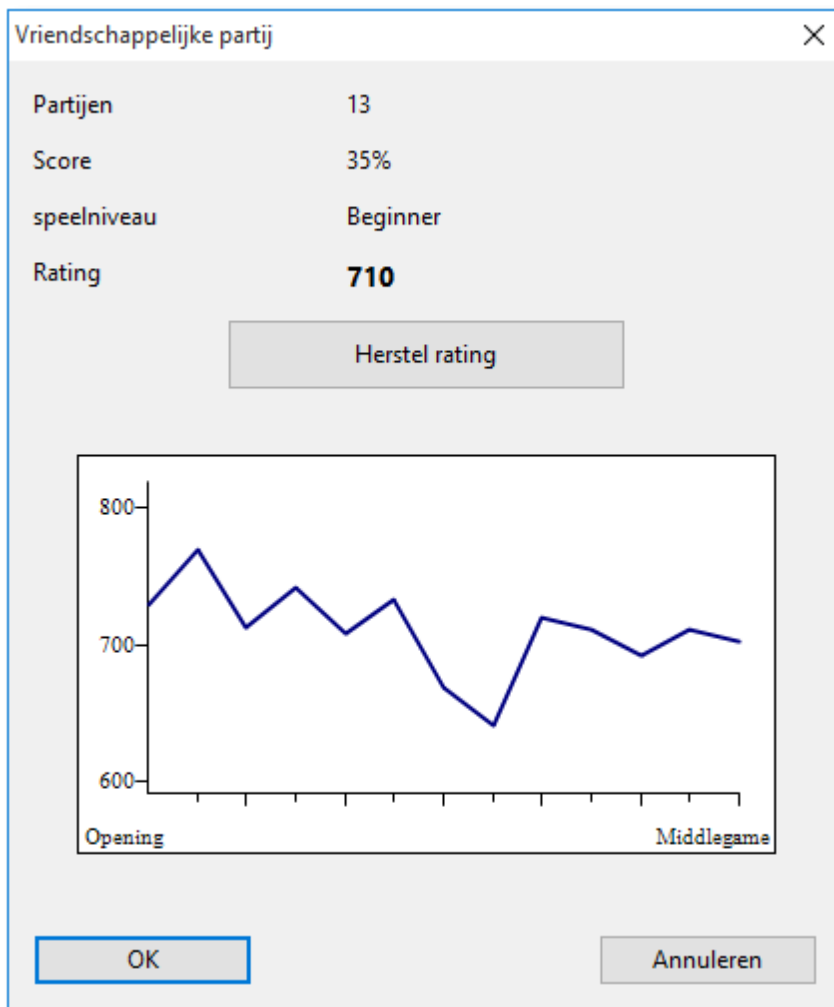 Vriendschappelijke partij
Partijen 13
Score 35%
speelniveau Beginner
Rating 710
Herstel rating
800
700
600
Opening Middlegame
OK Annuleren